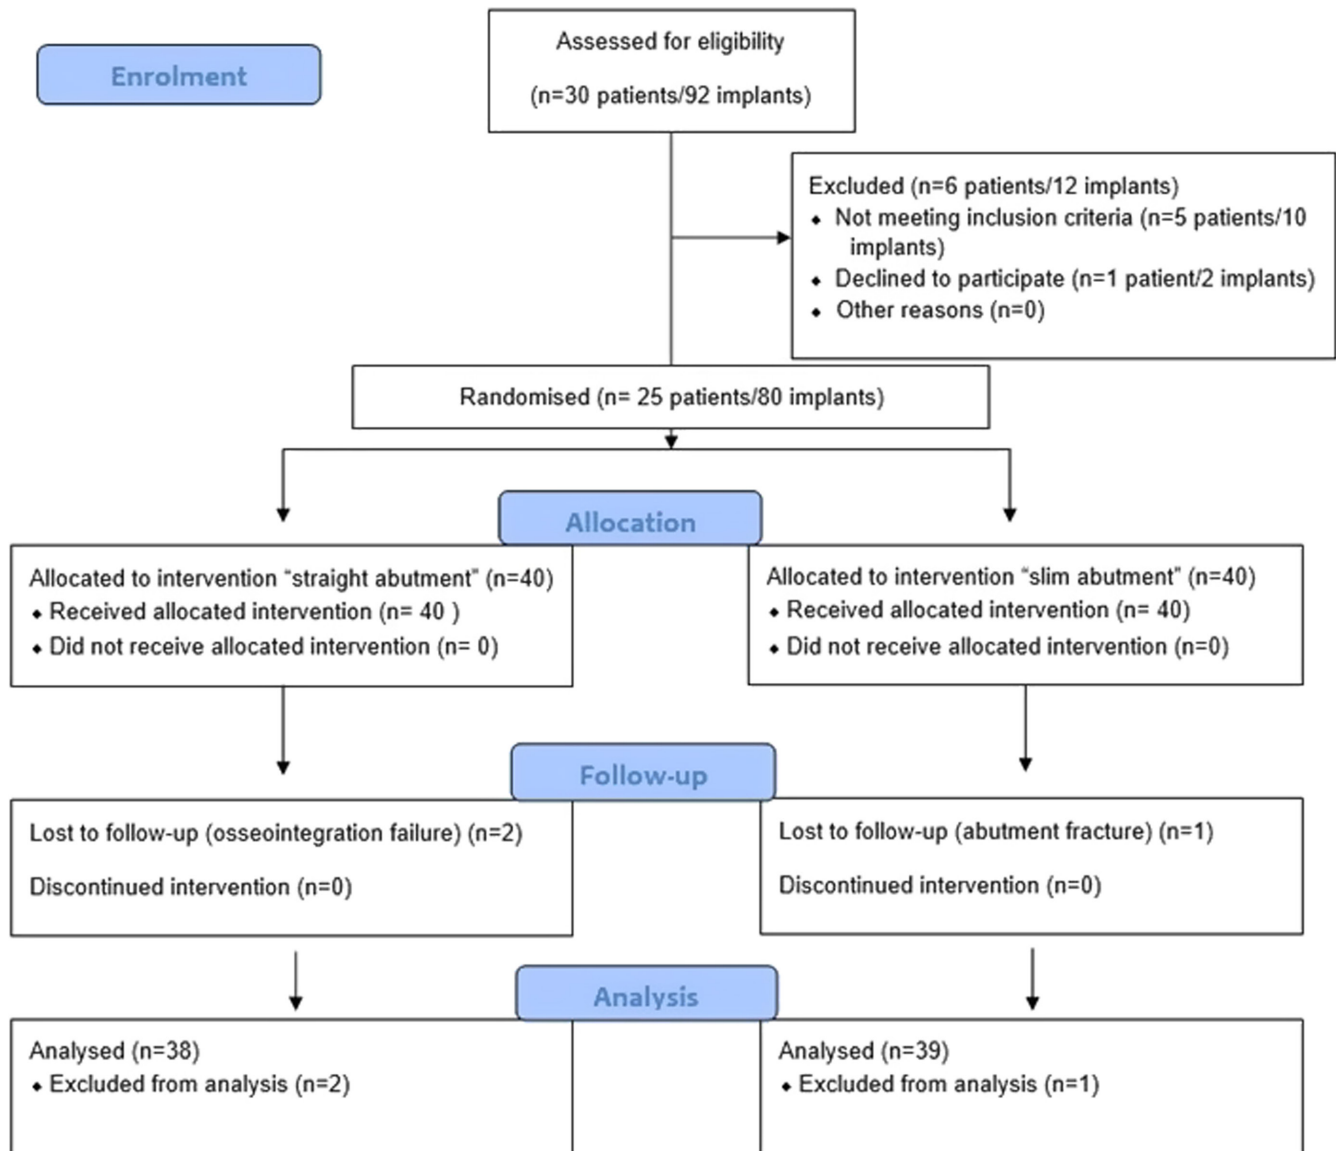 Enrolment
Assessed for eligibility
(n=30 patients/92 implants)
Excluded (n=6 patients/12 implants)
⬥ Not meeting inclusion criteria (n=5 patients/10
implants)
⬥ Declined to participate (n=1 patient/2 implants)
⬥ Other reasons (n=0)
Randomised (n= 25 patients/80 implants)
Allocation
Allocated to intervention “straight abutment” (n=40)
⬥ Received allocated intervention (n= 40 )
⬥ Did not receive allocated intervention (n= 0)
Allocated to intervention “slim abutment” (n=40)
⬥ Received allocated intervention (n= 40)
⬥ Did not receive allocated intervention (n=0)
Follow-up
Lost to follow-up (osseointegration failure) (n=2)
Discontinued intervention (n=0)
Lost to follow-up (abutment fracture) (n=1)
Discontinued intervention (n=0)
Analysis
Analysed (n=38)
⬥ Excluded from analysis (n=2)
Analysed (n=39)
⬥ Excluded from analysis (n=1)